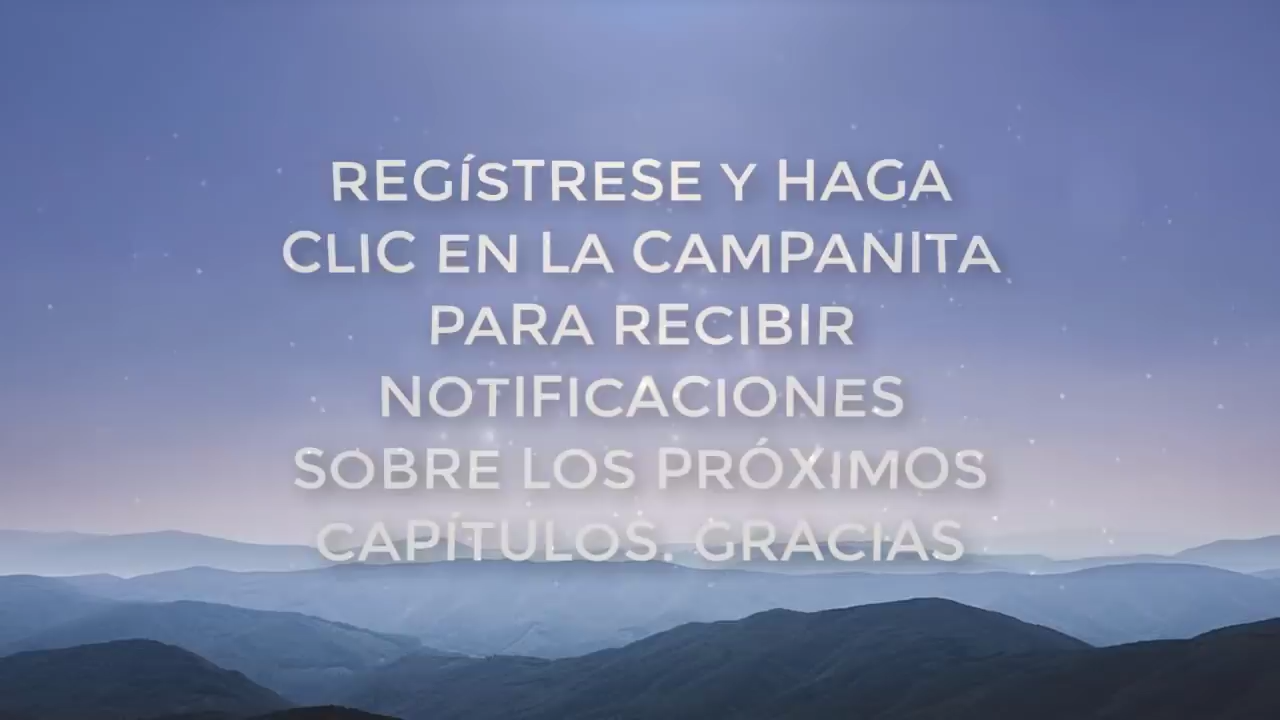 REGÍSTRESE Y HAGA
CLIC EN LA CAMPANITA
PARA RECIBIR
NOTIFICACIONES
SOBRE LOS PRÓXIMOS
CAPÍTULOS. GRACIAS